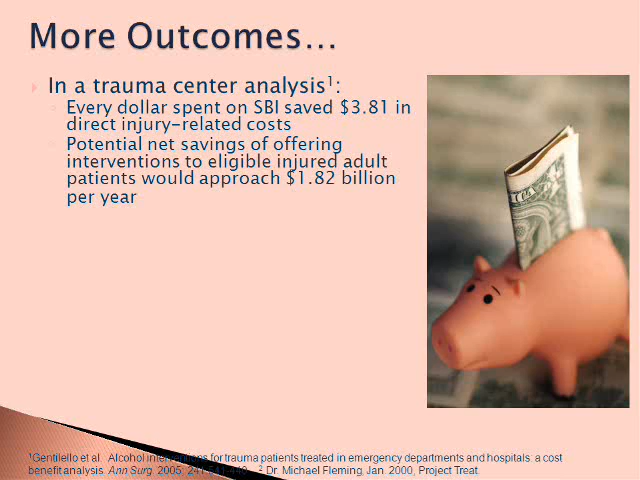 More Outcomes…
In a trauma center analysis¹:
Every dollar spent on SBI saved $3.81 in
direct injury-related costs
Potential net savings of offering
interventions to eligible injured adult
patients would approach $1.82 billion
per year
¹Gentilello et al. Alcohol interventions for trauma patients treated in emergency departments and hospitals: a cost
benefit analysis. Ann Surg. 2005; ² Dr. Michael Fleming, Jan. 2000, Project Treat.